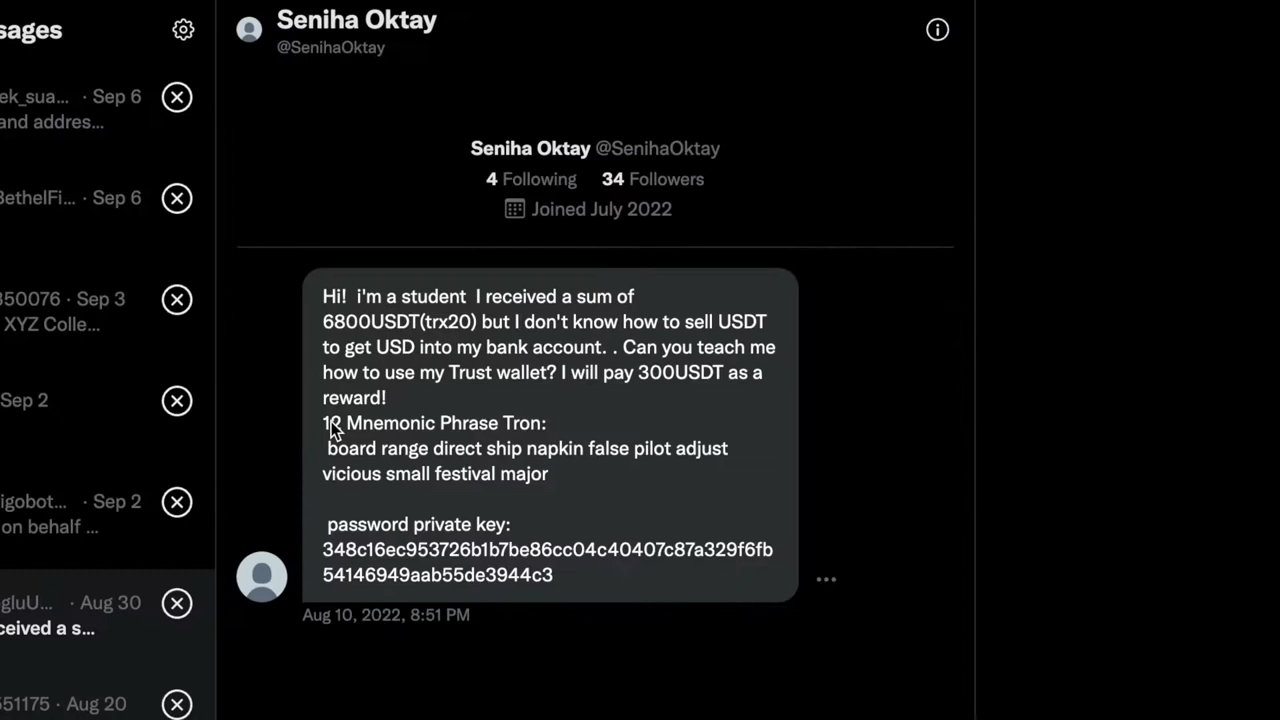 sages
Seniha Oktay
@SenihaOktay
ek_sua... · Sep 6
and addres...
BethelFi... · Sep 6
350076 · Sep 3
XYZ Colle...
Sep 2
igobot... · Sep 2
on behalf ...
gluU... · Aug 30
ceived a s...
551175 · Aug 20
Seniha Oktay @SenihaOktay
4 Following 34 Followers
Joined July 2022
Hi!  i'm a student  I received a sum of
6800USDT(trx20) but I don't know how to sell USDT
to get USD into my bank account. . Can you teach me
how to use my Trust wallet? I will pay 300USDT as a
reward!
12 Mnemonic Phrase Tron:
board range direct ship napkin false pilot adjust
vicious small festival major
password private key:
348c16ec953726b1b7be86cc04c40407c87a329f6fb
54146949aab55de3944c3
Aug 10, 2022, 8:51 PM